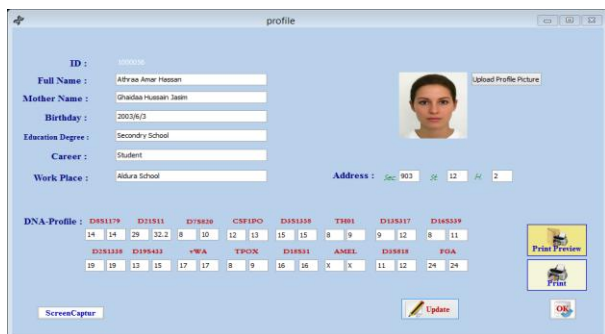 profile
ID :
Full Name : Athraa Amar Hassan
Upload Profile Picture
Mother Name : Ghaidaa Hussain Jasim
Birthday : 2003/6/3
Education Degree : Secondry School
Career : Student
Work Place : Aldura School
Address : Sec 903 St 12 H 2
DNA-Profile : D8S1179 D21S11 D7S820 CSF1PO D3S1358 TH01 D13S317 D16S539
14 14 29 32.2 8 10 12 13 15 15 8 9 9 12 8 11
D2S1338 D19S433 vWA TPOX D18S51 AMEL D5S818 FGA
19 19 13 15 17 17 8 9 16 16 X X 11 12 24 24
Print Preview
Print
ScreenCaptur
Update
OK